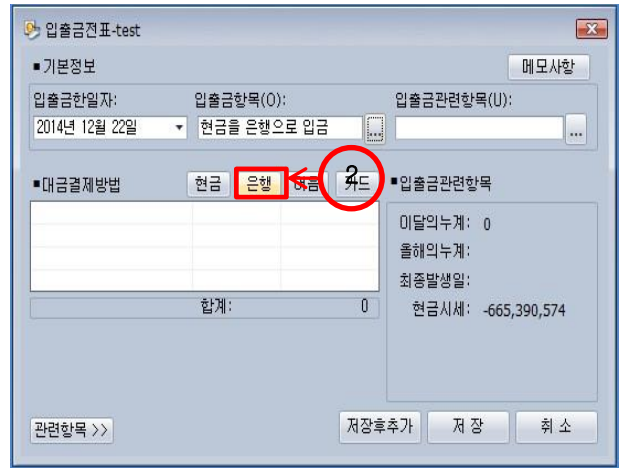 입출금전표-test
▪기본정보 메모사항
입출금한일자: 입출금항목(O): 입출금관련항목(U):
2014년 12월 22일 현금을 은행으로 입금 ... ...
▪대금결제방법 현금 은행 2 카드 ▪입출금관련항목
이달의누계: 0
올해의누계:
최종발생일:
합계: 0 현금시세: -665,390,574
관련항목 >> 저장후추가 저 장 취 소